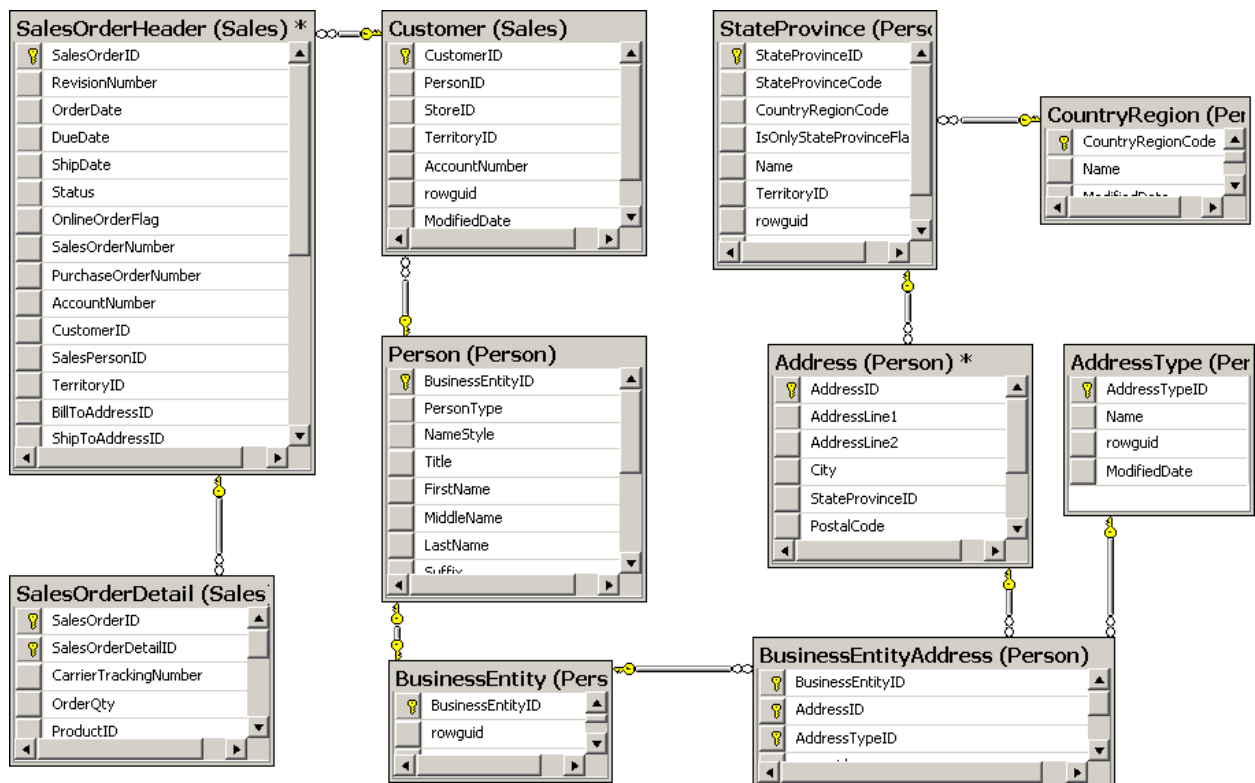 SalesOrderHeader (Sales) *
SalesOrderID
RevisionNumber
OrderDate
DueDate
ShipDate
Status
OnlineOrderFlag
SalesOrderNumber
PurchaseOrderNumber
AccountNumber
CustomerID
SalesPersonID
TerritoryID
BillToAddressID
ShipToAddressID
Customer (Sales)
CustomerID
PersonID
StoreID
TerritoryID
AccountNumber
rowguid
ModifiedDate
StateProvince (Perso
StateProvinceID
StateProvinceCode
CountryRegionCode
IsOnlyStateProvinceFla
Name
TerritoryID
rowguid
CountryRegion (Per
CountryRegionCode
Name
ModifiedDate
Person (Person)
BusinessEntityID
PersonType
NameStyle
Title
FirstName
MiddleName
LastName
Suffix
Address (Person) *
AddressID
AddressLine1
AddressLine2
City
StateProvinceID
PostalCode
AddressType (Per
AddressTypeID
Name
rowguid
ModifiedDate
SalesOrderDetail (Sales
SalesOrderID
SalesOrderDetailID
CarrierTrackingNumber
OrderQty
ProductID
BusinessEntity (Pers
BusinessEntityID
rowguid
BusinessEntityAddress (Person)
BusinessEntityID
AddressID
AddressTypeID